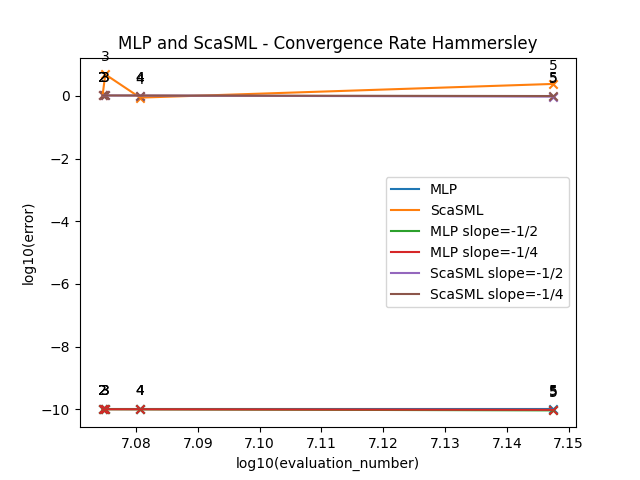 MLP and ScaSML - Convergence Rate Hammersley
3
2 3 4 5
4 5
0
−2
−4
−6
−8
−10
log10(error)
MLP
ScaSML
MLP slope=-1/2
MLP slope=-1/4
ScaSML slope=-1/2
ScaSML slope=-1/4
2 3 4 5
7.08 7.09 7.10 7.11 7.12 7.13 7.14 7.15
log10(evaluation_number)